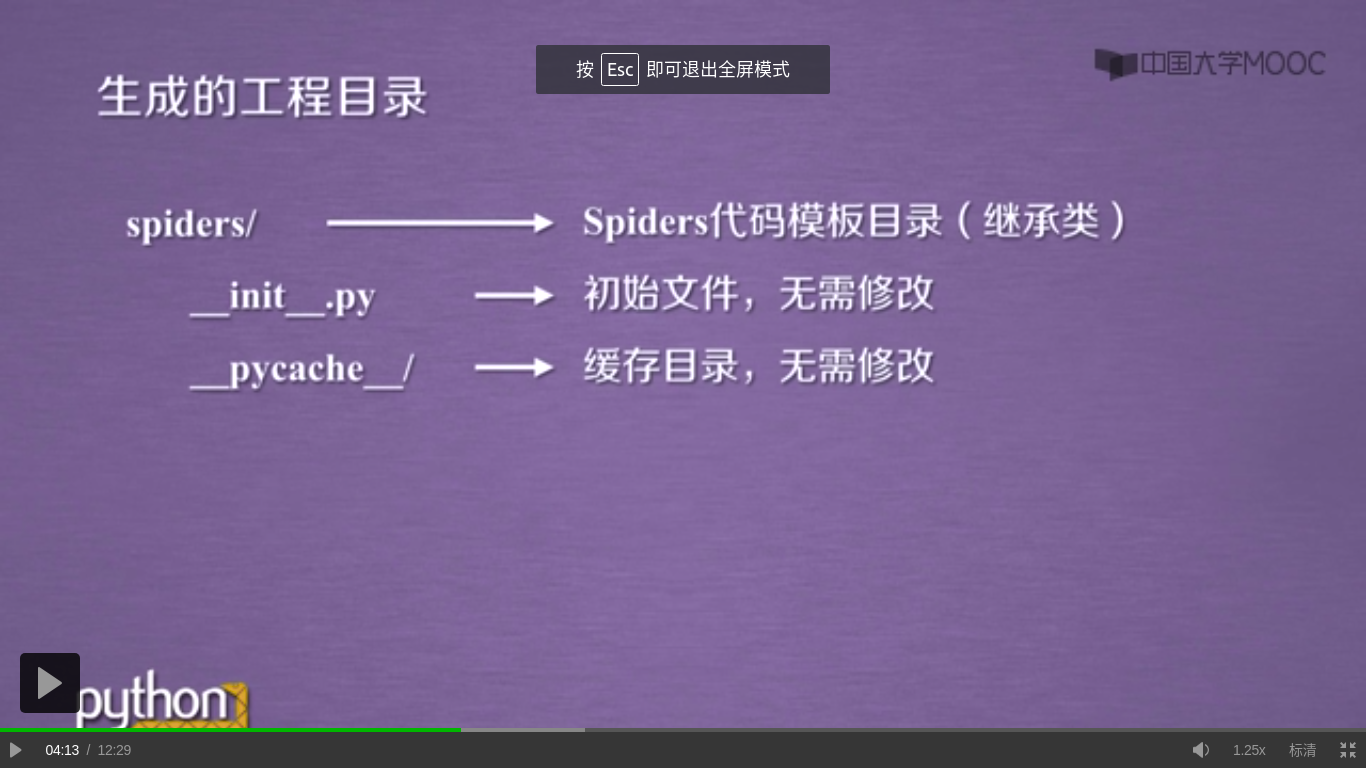 按 Esc 即可退出全屏模式
中国大学MOOC
生成的工程目录
spiders/ Spiders代码模板目录（继承类）
__init__.py 初始文件，无需修改
__pycache__/ 缓存目录，无需修改
python
04:13 / 12:29 1.25x 标清